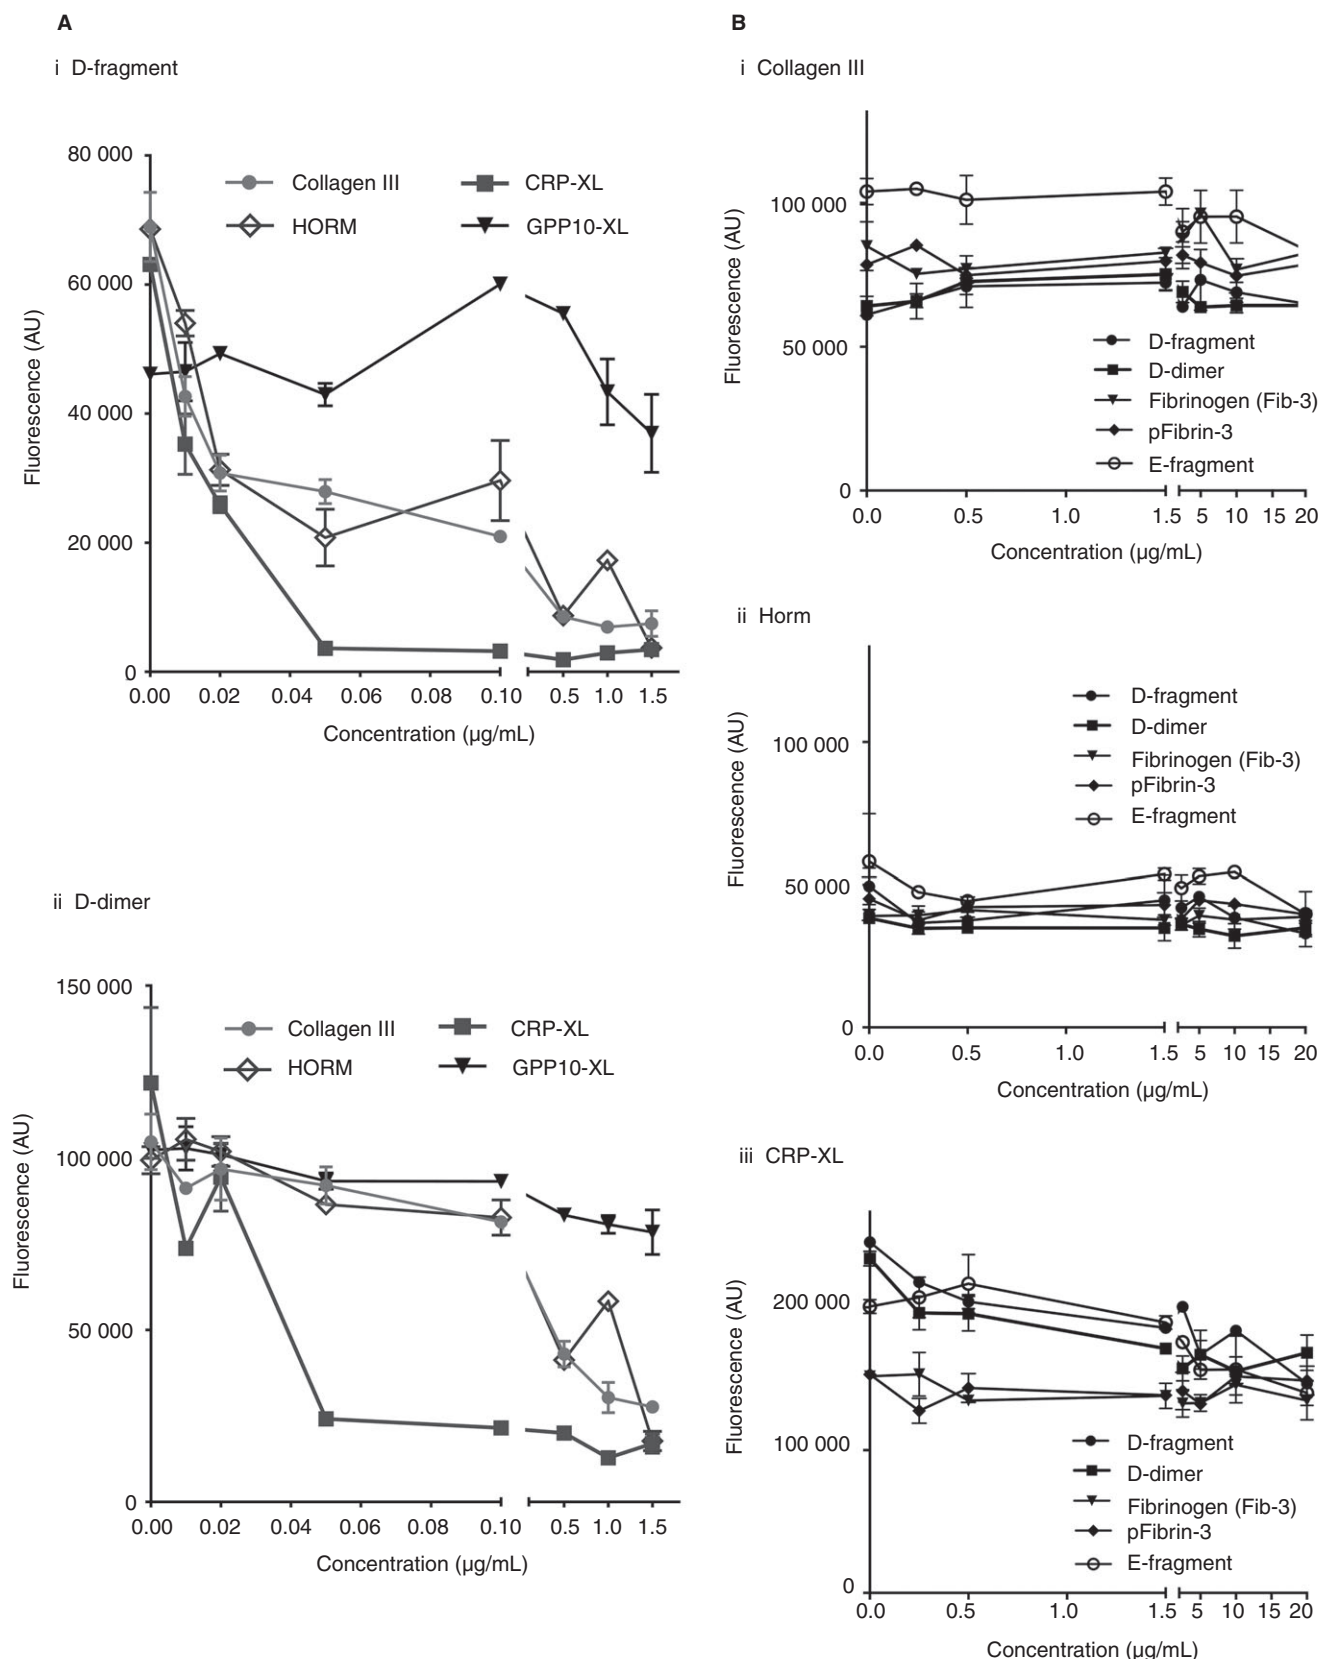 A
i D-fragment
80 000
60 000
40 000
20 000
0
Fluorescence (AU)
Collagen III
HORM
CRP-XL
GPP10-XL
0.00 0.02 0.04 0.06 0.08 0.10 0.5 1.0 1.5
Concentration (µg/mL)
ii D-dimer
150 000
100 000
50 000
0
Fluorescence (AU)
Collagen III
HORM
CRP-XL
GPP10-XL
0.00 0.02 0.04 0.06 0.08 0.10 0.5 1.0 1.5
Concentration (µg/mL)
B
i Collagen III
100 000
50 000
0
Fluorescence (AU)
D-fragment
D-dimer
Fibrinogen (Fib-3)
pFibrin-3
E-fragment
0.0 0.5 1.0 1.5 5 10 15 20
Concentration (µg/mL)
ii Horm
100 000
50 000
0
Fluorescence (AU)
D-fragment
D-dimer
Fibrinogen (Fib-3)
pFibrin-3
E-fragment
0.0 0.5 1.0 1.5 5 10 15 20
Concentration (µg/mL)
iii CRP-XL
200 000
100 000
0
Fluorescence (AU)
D-fragment
D-dimer
Fibrinogen (Fib-3)
pFibrin-3
E-fragment
0.0 0.5 1.0 1.5 5 10 15 20
Concentration (µg/mL)